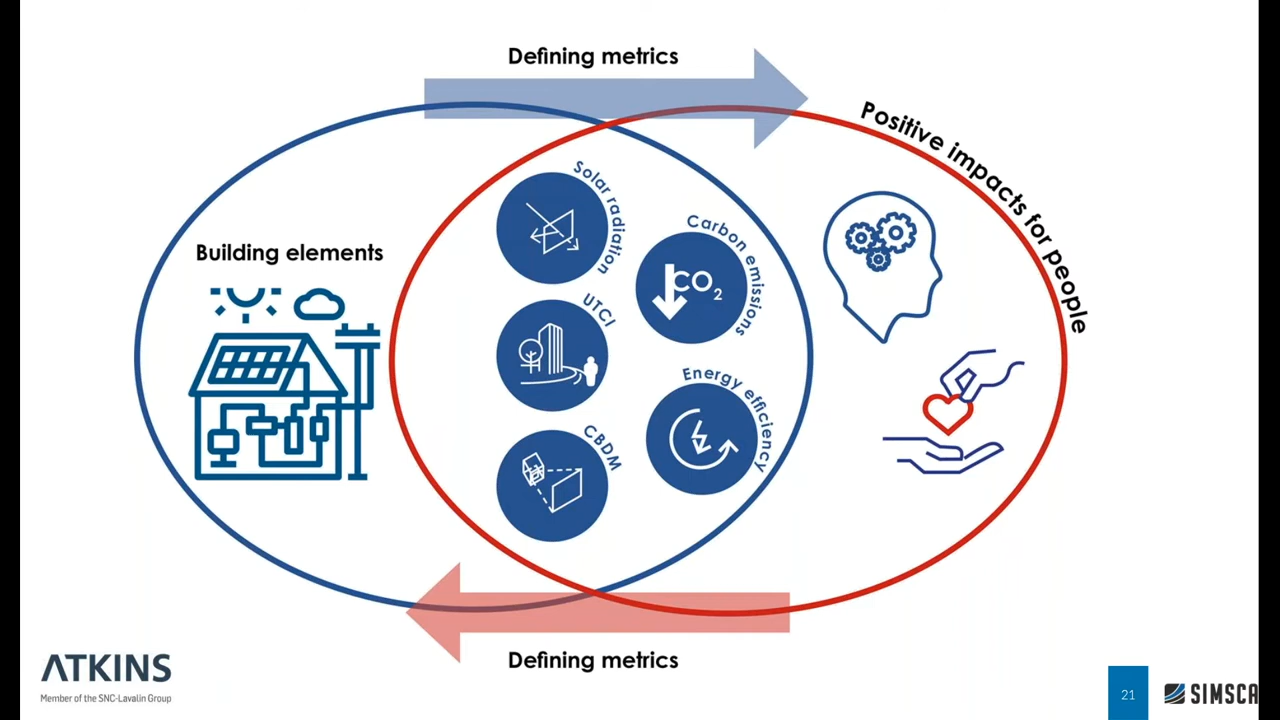 Defining metrics
Positive impacts for people
Building elements
Solar radiation
Carbon emissions
CO2
UTCI
Energy efficiency
CBDM
Defining metrics
ATKINS
Member of the SNC-Lavalin Group
21
SIMSCA